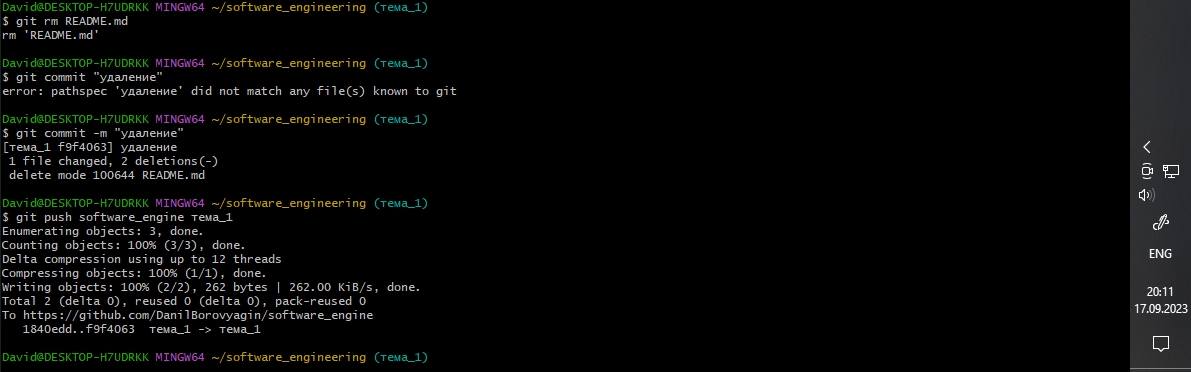 David@DESKTOP-H7UDRKK MINGW64 ~/software_engineering (тема_1)
$ git rm README.md
rm 'README.md'
David@DESKTOP-H7UDRKK MINGW64 ~/software_engineering (тема_1)
$ git commit "удаление"
error: pathspec 'удаление' did not match any file(s) known to git
David@DESKTOP-H7UDRKK MINGW64 ~/software_engineering (тема_1)
$ git commit -m "удаление"
[тема_1 f9f4063] удаление
 1 file changed, 2 deletions(-)
 delete mode 100644 README.md
David@DESKTOP-H7UDRKK MINGW64 ~/software_engineering (тема_1)
$ git push software_engine тема_1
Enumerating objects: 3, done.
Counting objects: 100% (3/3), done.
Delta compression using up to 12 threads
Compressing objects: 100% (1/1), done.
Writing objects: 100% (2/2), 262 bytes | 262.00 KiB/s, done.
Total 2 (delta 0), reused 0 (delta 0), pack-reused 0
To https://github.com/DanilBorovyagin/software_engine
   1840edd..f9f4063  тема_1 -> тема_1
David@DESKTOP-H7UDRKK MINGW64 ~/software_engineering (тема_1)
ENG
20:11
17.09.2023